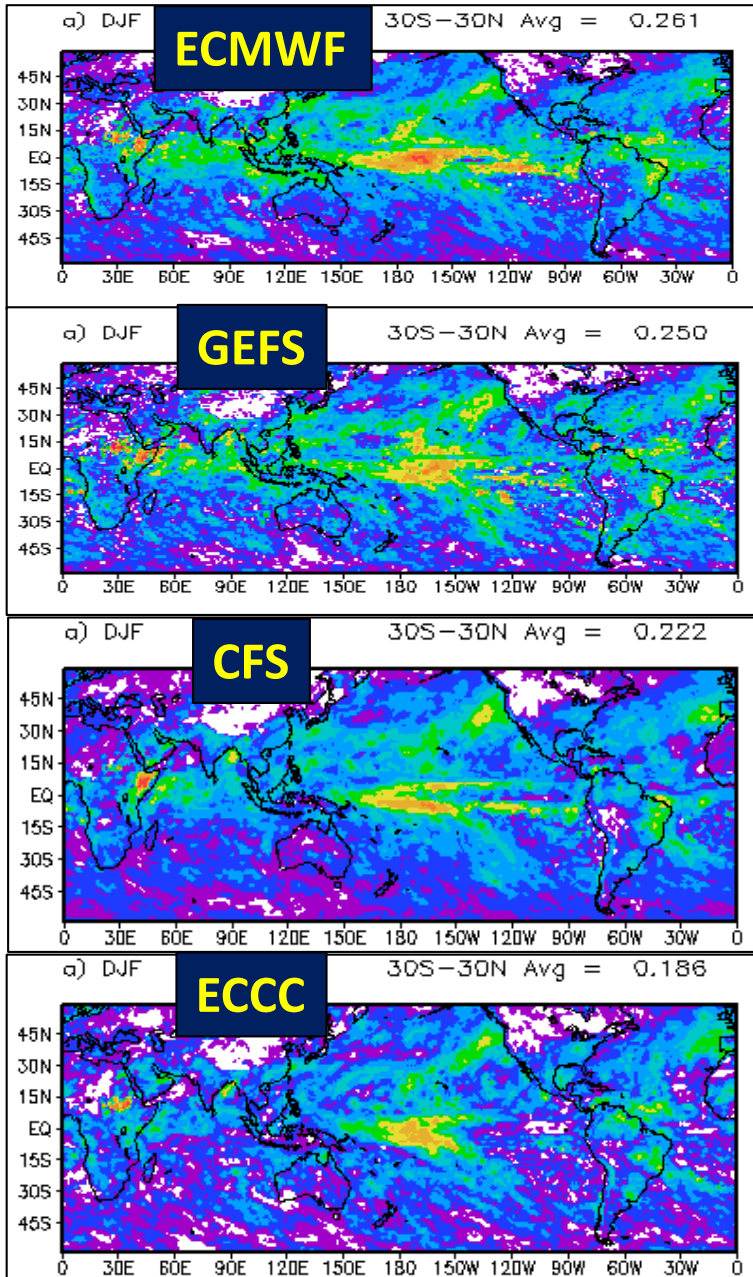 a) DJF 30S-30N Avg = 0.261
ECMWF
45N
30N
15N
EQ
15S
30S
45S
0 30E 60E 90E 120E 150E 180 150W 120W 90W 60W 30W 0
a) DJF 30S-30N Avg = 0.250
GEFS
45N
30N
15N
EQ
15S
30S
45S
0 30E 60E 90E 120E 150E 180 150W 120W 90W 60W 30W 0
a) DJF 30S-30N Avg = 0.222
CFS
45N
30N
15N
EQ
15S
30S
45S
0 30E 60E 90E 120E 150E 180 150W 120W 90W 60W 30W 0
a) DJF 30S-30N Avg = 0.186
ECCC
45N
30N
15N
EQ
15S
30S
45S
0 30E 60E 90E 120E 150E 180 150W 120W 90W 60W 30W 0